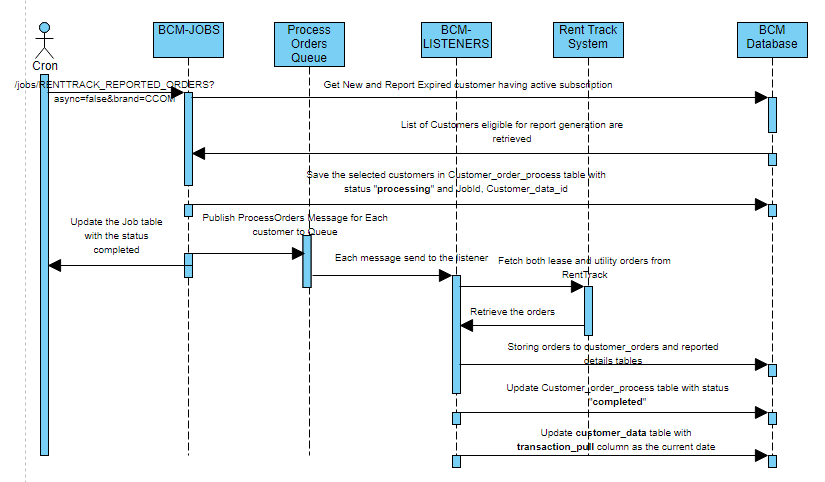 BCM-JOBS
Process
Orders
Queue
BCM-
LISTENERS
Rent Track
System
BCM
Database
Cron
/jobs/RENTTRACK_REPORTED_ORDERS?
async=false&brand=CCOM
Get New and Report Expired customer having active subscription
List of Customers eligible for report generation are
retrieved
Save the selected customers in Customer_order_process table with
status "processing" and JobId, Customer_data_id
Update the Job table
with the status
completed
Publish ProcessOrders Message for Each
customer to Queue
Each message send to the listener
Fetch both lease and utility orders from
RentTrack
Retrieve the orders
Storing orders to customer_orders and reported
details tables
Update Customer_order_process table with status
"completed"
Update customer_data table with
transaction_pull column as the current date